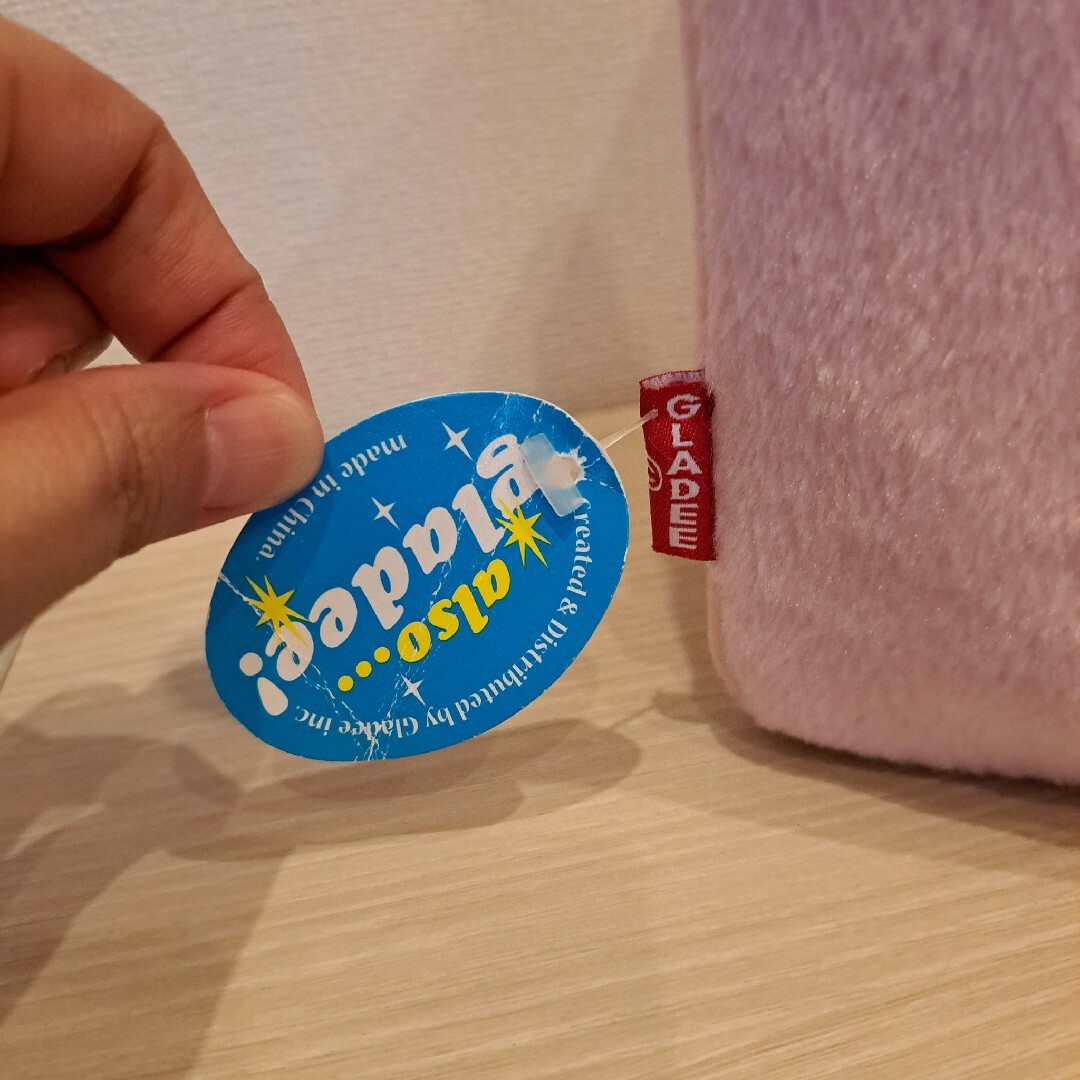 also...
gladee!
Created & Distributed by Gladee inc.
made in China.
GLADEE